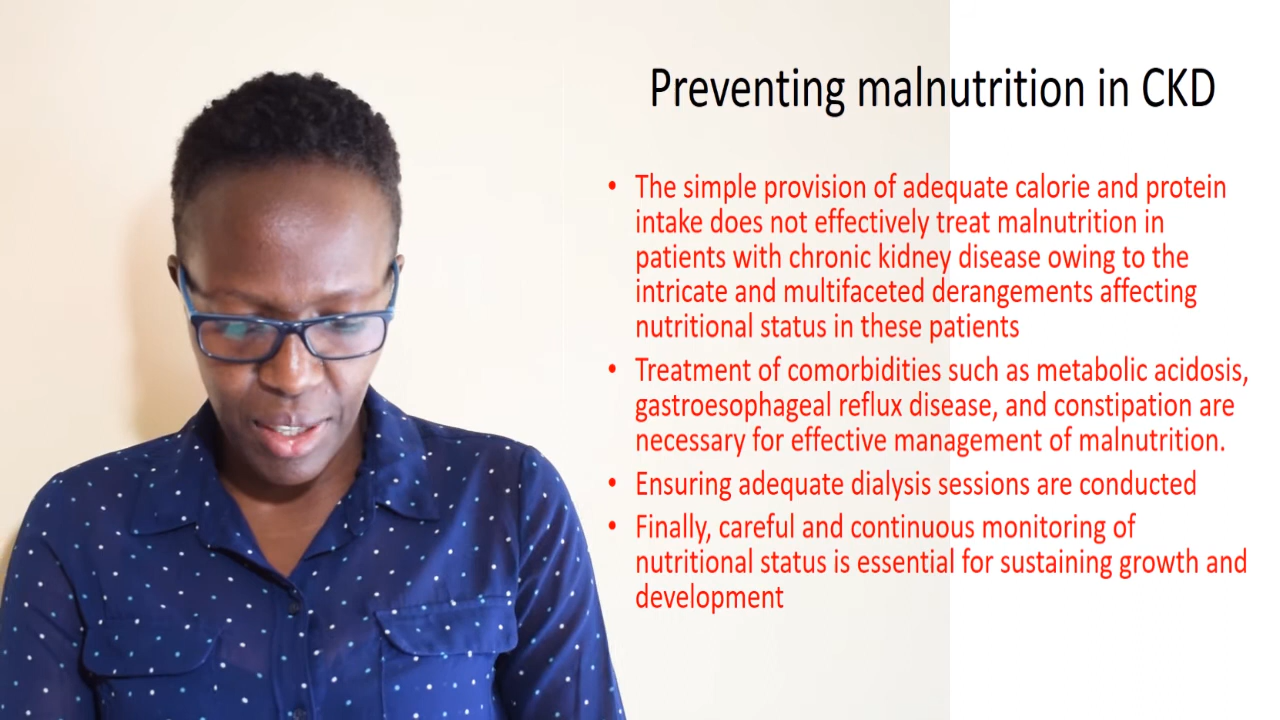 Preventing malnutrition in CKD
• The simple provision of adequate calorie and protein
intake does not effectively treat malnutrition in
patients with chronic kidney disease owing to the
intricate and multifaceted derangements affecting
nutritional status in these patients
• Treatment of comorbidities such as metabolic acidosis,
gastroesophageal reflux disease, and constipation are
necessary for effective management of malnutrition.
• Ensuring adequate dialysis sessions are conducted
• Finally, careful and continuous monitoring of
nutritional status is essential for sustaining growth and
development